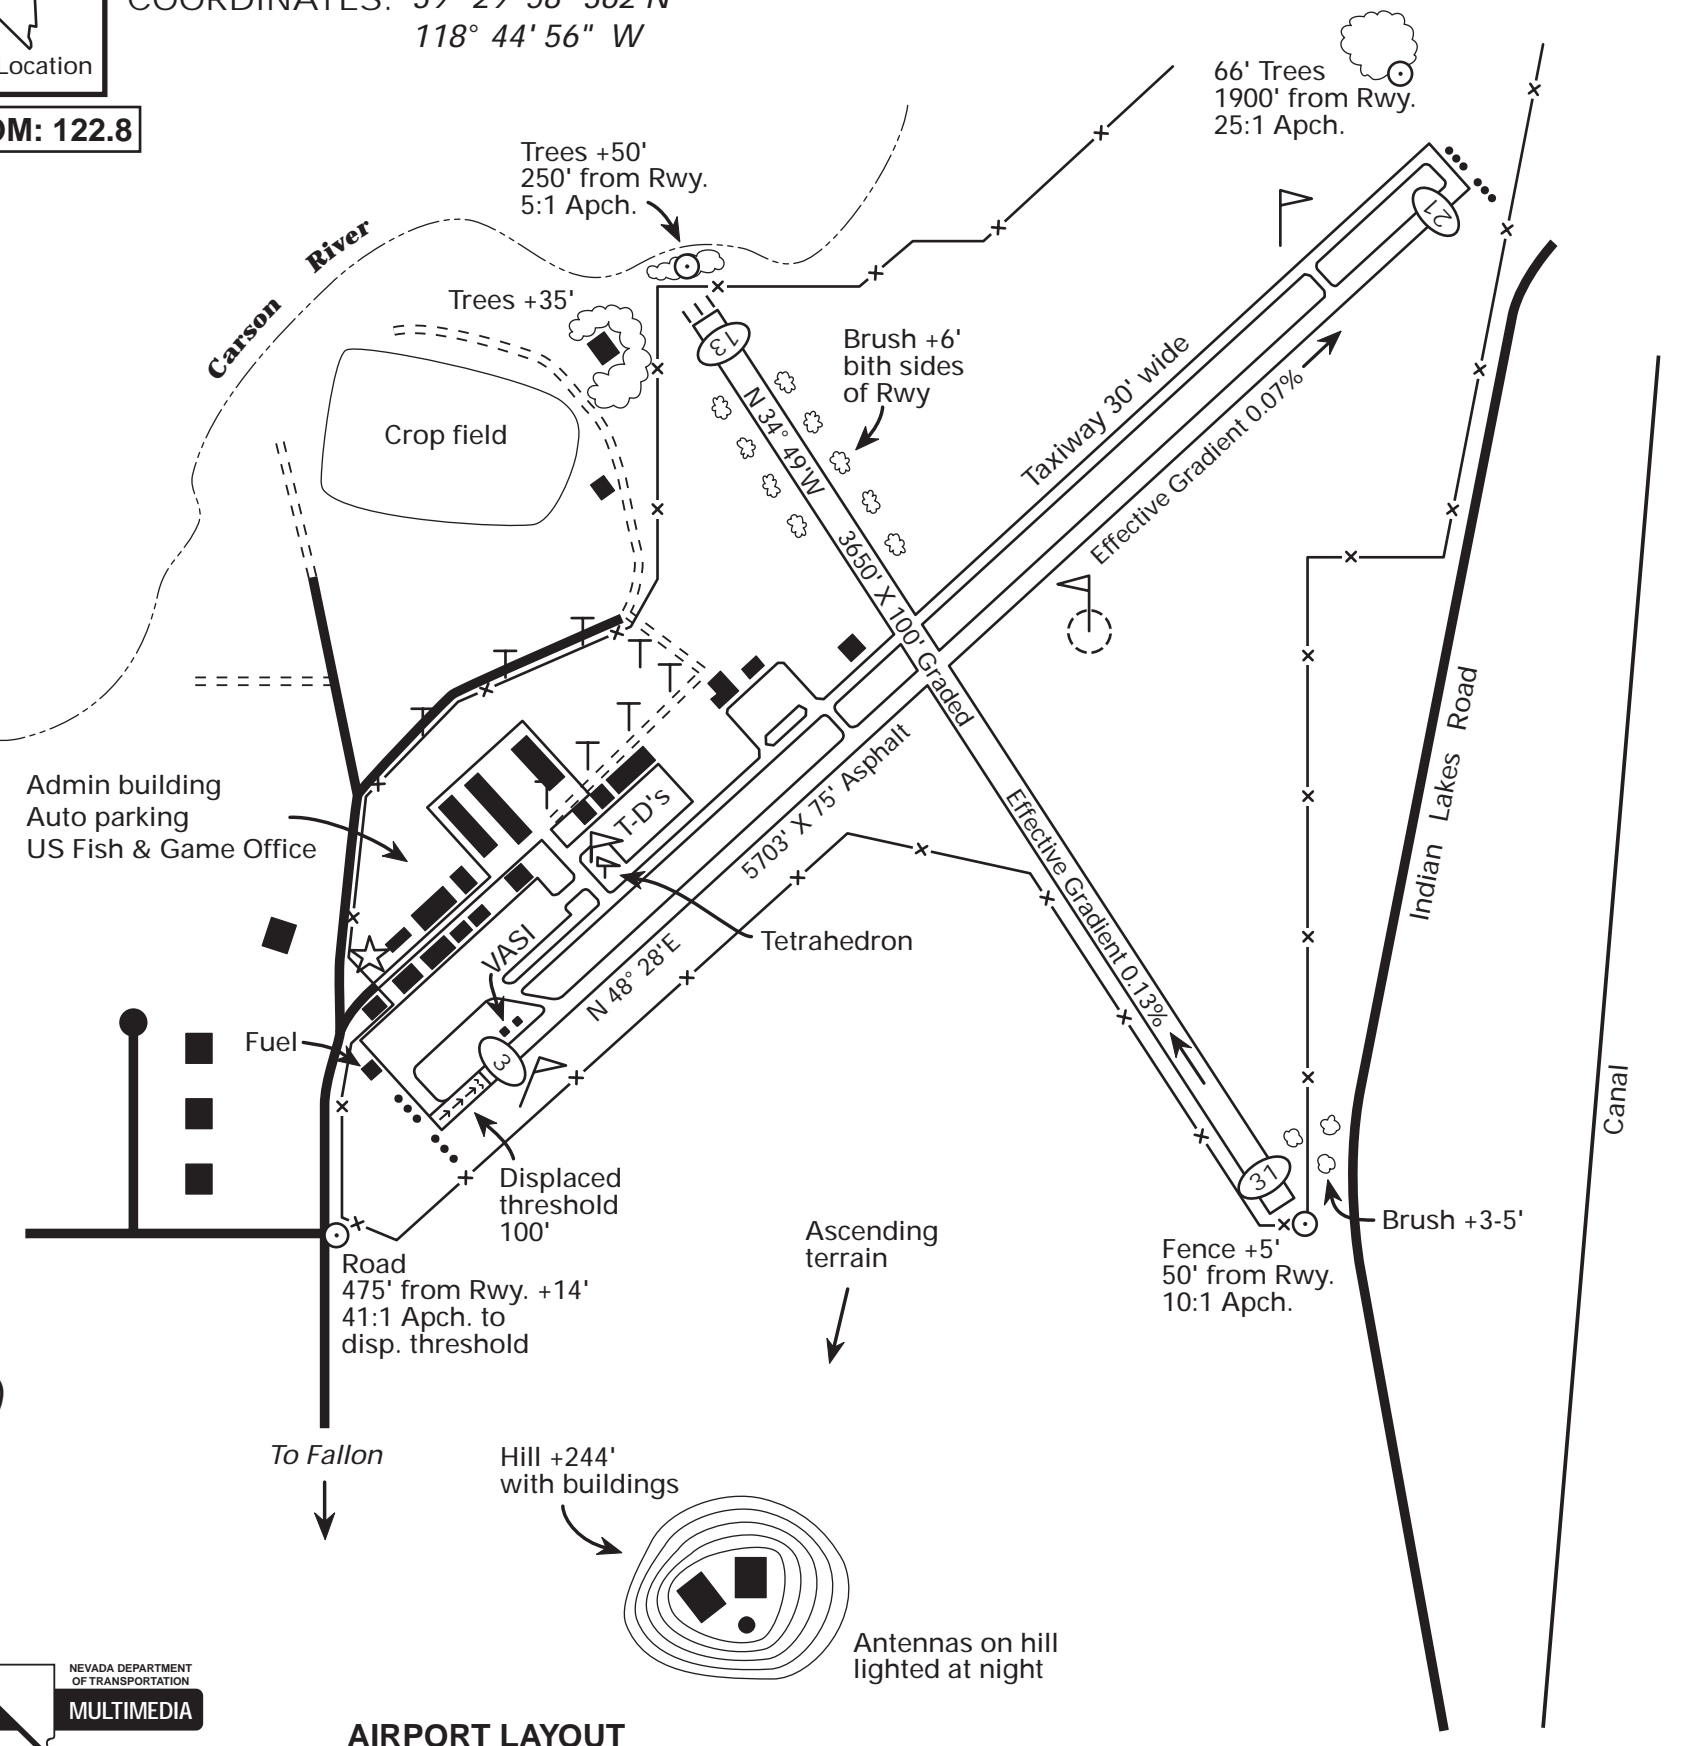 COORDINATES:
118° 44' 56" W
Location
OM: 122.8
66' Trees
1900' from Rwy.
25:1 Apch.
Trees +50'
250' from Rwy.
5:1 Apch.
Carson River
Trees +35'
Crop field
Brush +6'
bith sides
of Rwy
13
21
N 34° 49'W
3650' X 100' Graded
Taxiway 30' wide
Effective Gradient 0.07%
Admin building
Auto parking
US Fish & Game Office
T-D's
5703' X 75' Asphalt
Effective Gradient 0.13%
Indian Lakes Road
Canal
VASI
Tetrahedron
N 48° 28'E
Fuel
3
31
Displaced
threshold
100'
Road
475' from Rwy. +14'
41:1 Apch. to
disp. threshold
Ascending
terrain
Brush +3-5'
Fence +5'
50' from Rwy.
10:1 Apch.
To Fallon
Hill +244'
with buildings
Antennas on hill
lighted at night
NEVADA DEPARTMENT
OF TRANSPORTATION
MULTIMEDIA
AIRPORT LAYOUT